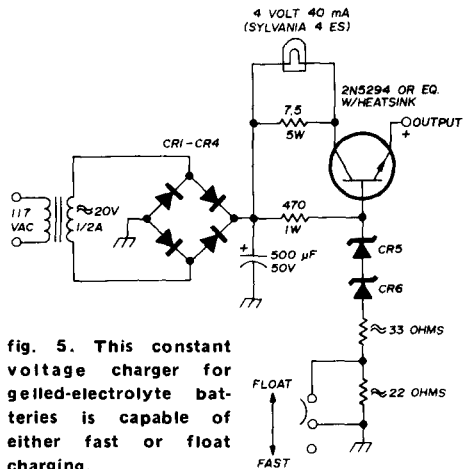 4 VOLT 40 mA
(SYLVANIA 4 ES)
2N5294 OR EQ.
W/HEATSINK
7.5
5W
OUTPUT
+
CR1-CR4
117
VAC
≈20V
1/2A
470
1W
+
500 µF
50V
CR5
CR6
≈33 OHMS
≈22 OHMS
FLOAT
FAST
fig. 5. This constant
voltage charger for
gelled-electrolyte bat-
teries is capable of
either fast or float
charging.